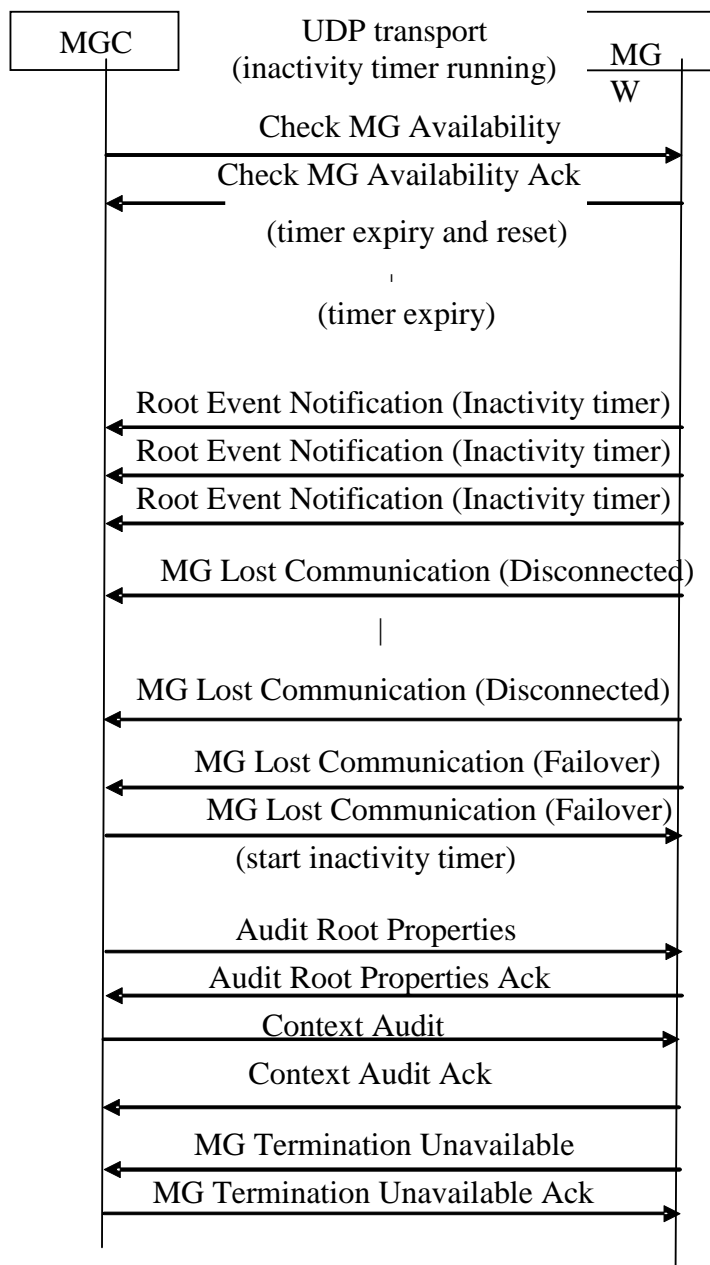 MGC
UDP transport
(inactivity timer running)
MG
W
Check MG Availability
Check MG Availability Ack
(timer expiry and reset)
(timer expiry)
Root Event Notification (Inactivity timer)
Root Event Notification (Inactivity timer)
Root Event Notification (Inactivity timer)
MG Lost Communication (Disconnected)
MG Lost Communication (Disconnected)
MG Lost Communication (Failover)
MG Lost Communication (Failover)
(start inactivity timer)
Audit Root Properties
Audit Root Properties Ack
Context Audit
Context Audit Ack
MG Termination Unavailable
MG Termination Unavailable Ack